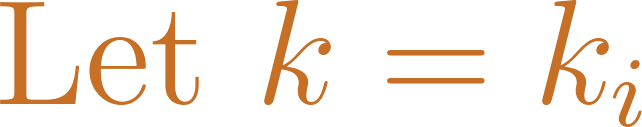 Let $k = k_i$